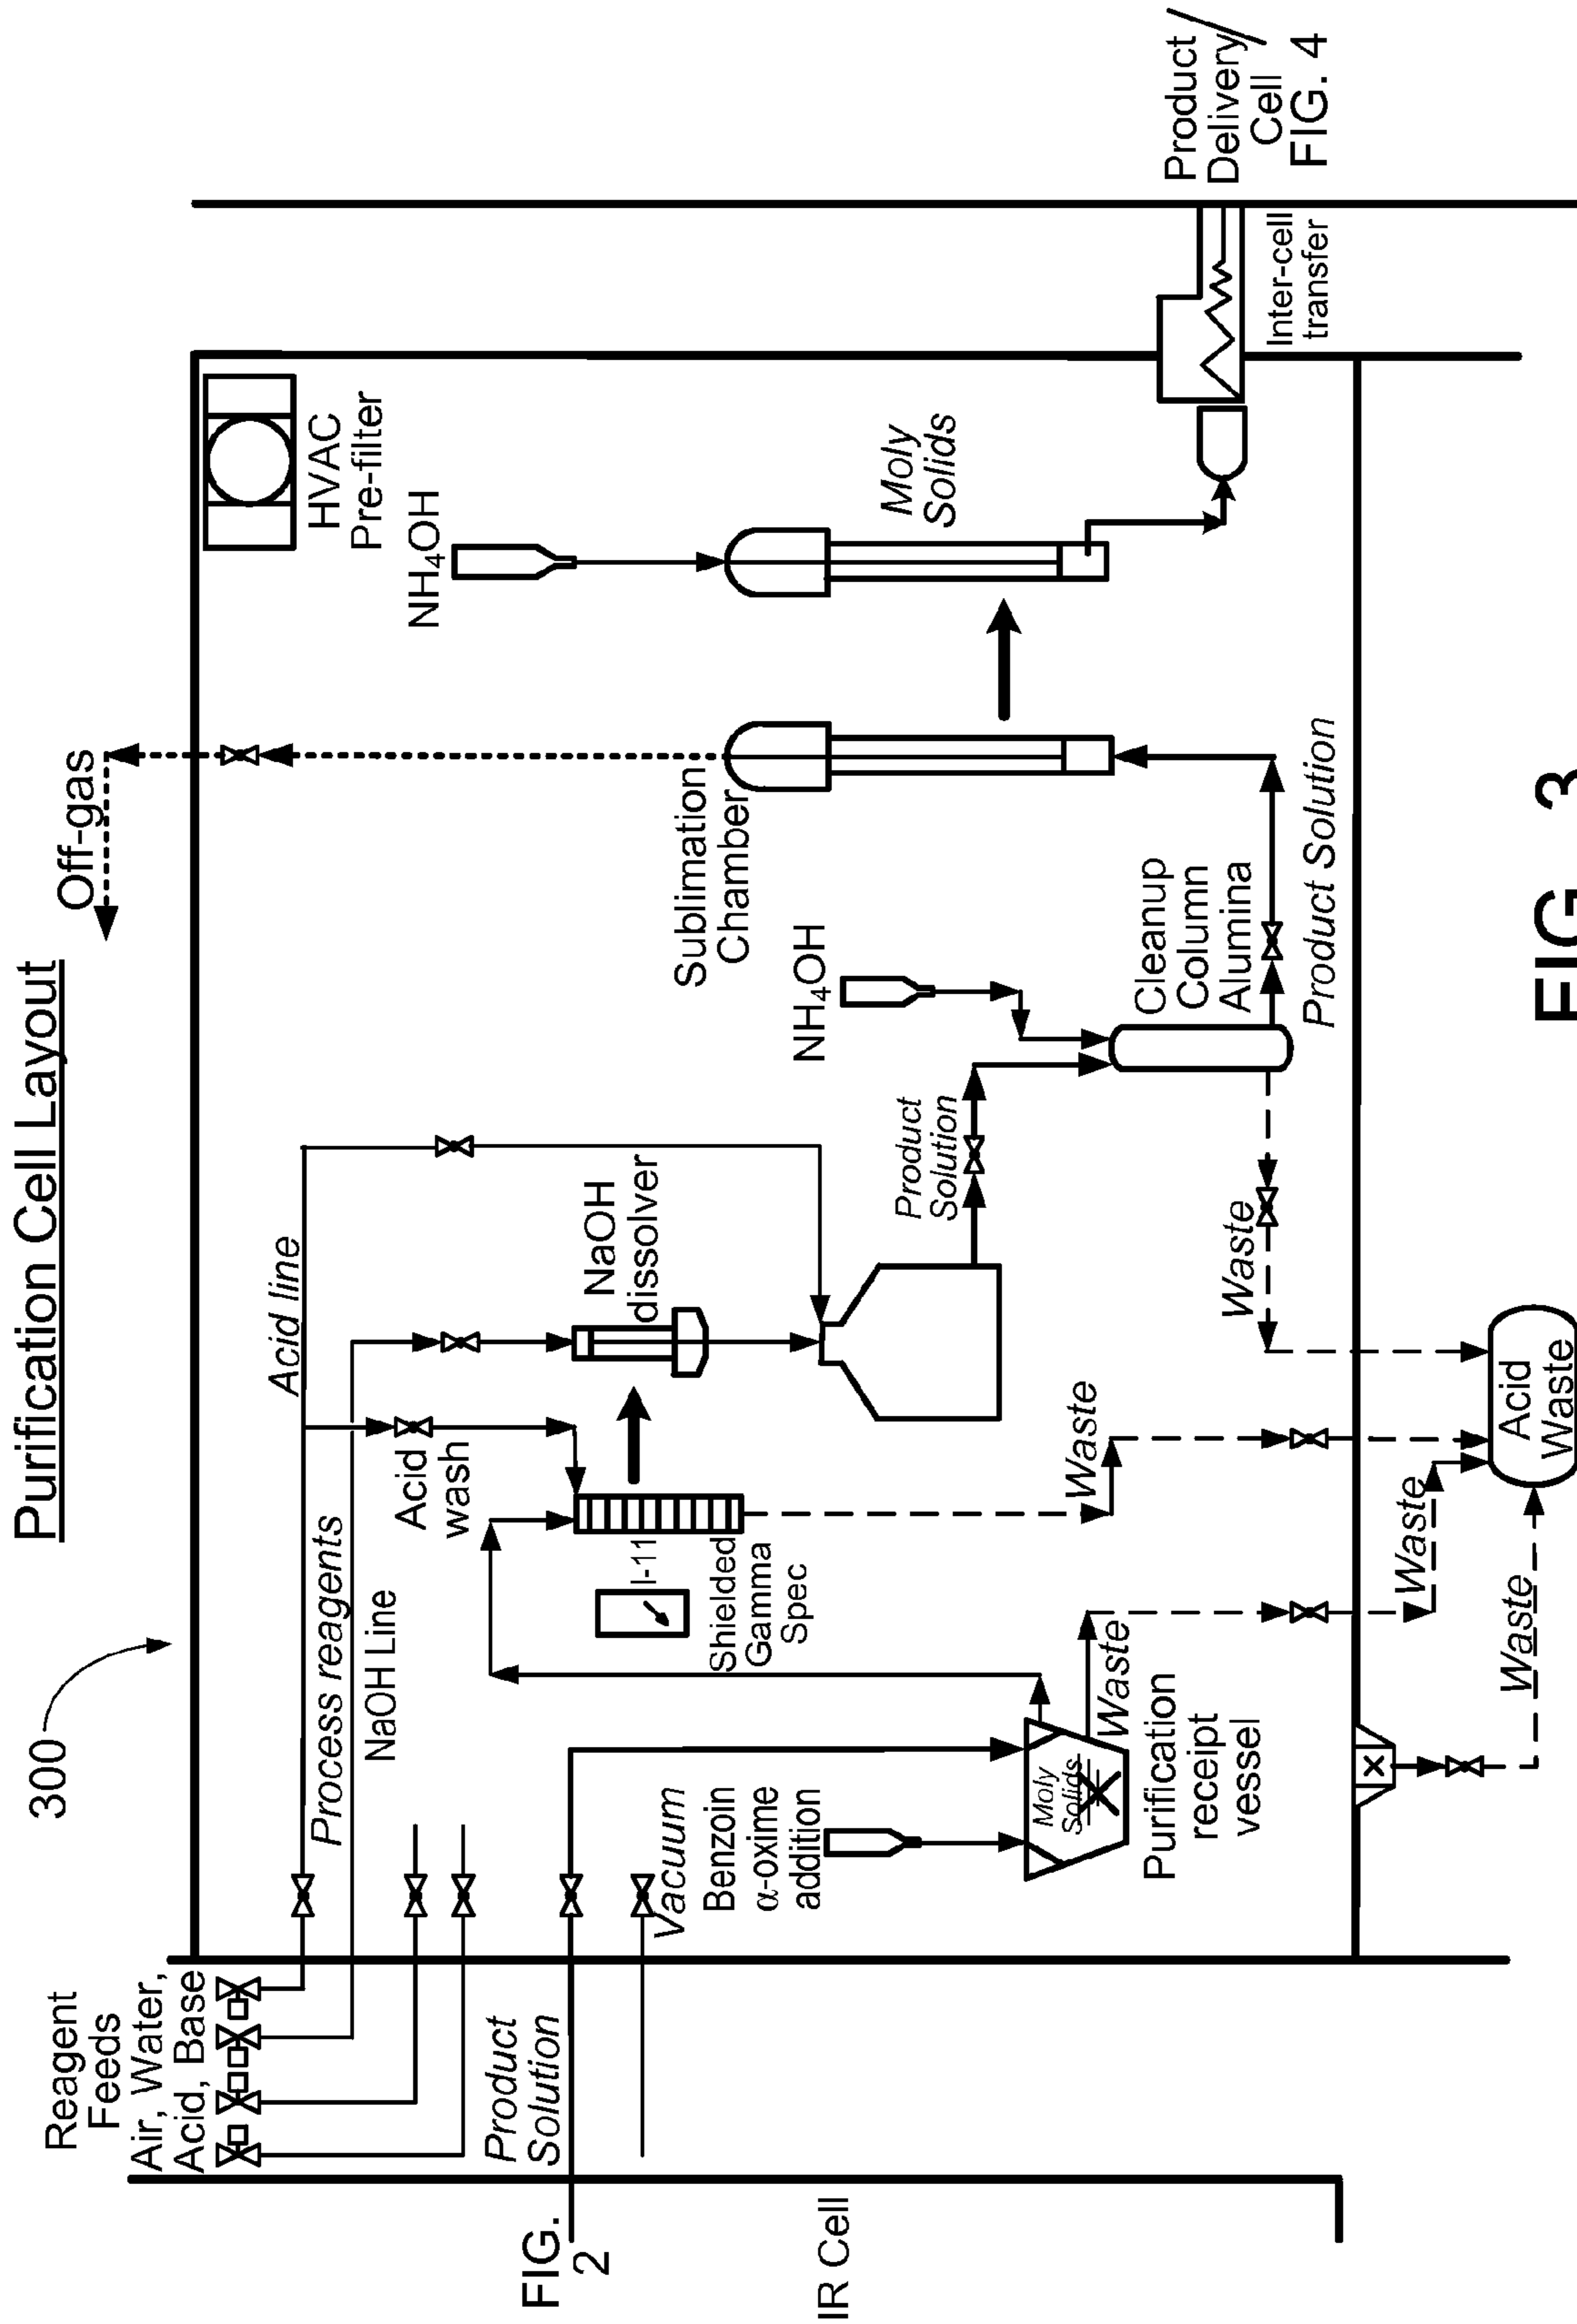 Purification Cell Layout
300
Off-gas
Reagent
Feeds
Air, Water,
Acid, Base
Process reagents
NaOH Line
Acid line
Acid
wash
NaOH
dissolver
HVAC
Pre-filter
NH4OH
Moly
Solids
Sublimation
Chamber
NH4OH
Product
Solution
FIG.
2
IR Cell
Vacuum
Benzoin
α-oxime
addition
I-11
Shielded
Gamma
Spec
Moly
Solids
Purification
receipt
vessel
Waste
Waste
Product
Solution
Cleanup
Column
Alumina
Product Solution
Waste
Waste
Waste
Acid
Waste
Inter-cell
transfer
Product
Delivery
Cell
FIG. 4
FIG. 3